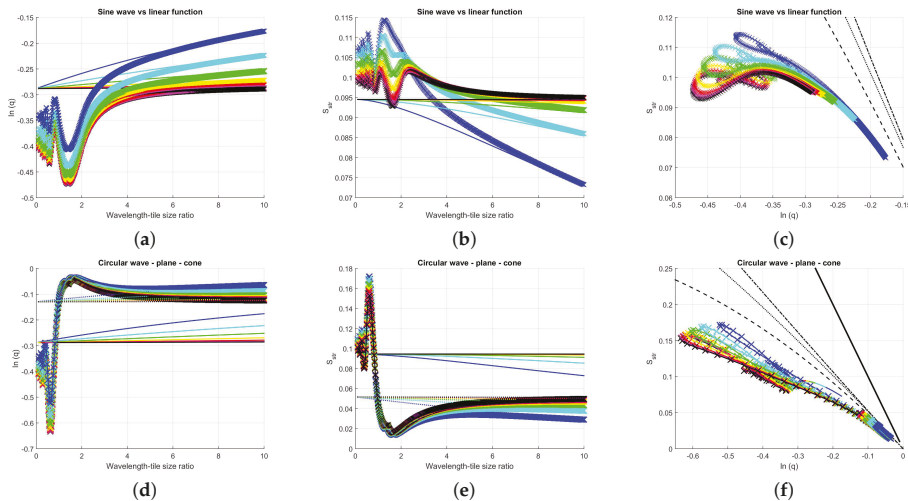 Sine wave vs linear function
ln (q)
-0.15
-0.2
-0.25
-0.3
-0.35
-0.4
-0.45
-0.5
0 2 4 6 8 10
Wavelength-tile size ratio
(a)
Sine wave vs linear function
S_str
0.115
0.11
0.105
0.1
0.095
0.09
0.085
0.08
0.075
0.07
0 2 4 6 8 10
Wavelength-tile size ratio
(b)
Sine wave vs linear function
S_str
0.12
0.11
0.1
0.09
0.08
0.07
0.06
-0.5 -0.45 -0.4 -0.35 -0.3 -0.25 -0.2 -0.15
ln (q)
(c)
Circular wave - plane - cone
ln (q)
0
-0.1
-0.2
-0.3
-0.4
-0.5
-0.6
-0.7
0 2 4 6 8 10
Wavelength-tile size ratio
(d)
Circular wave - plane - cone
S_str
0.18
0.16
0.14
0.12
0.1
0.08
0.06
0.04
0.02
0
0 2 4 6 8 10
Wavelength-tile size ratio
(e)
Circular wave - plane - cone
S_str
0.25
0.2
0.15
0.1
0.05
0
-0.6 -0.5 -0.4 -0.3 -0.2 -0.1 0
ln (q)
(f)